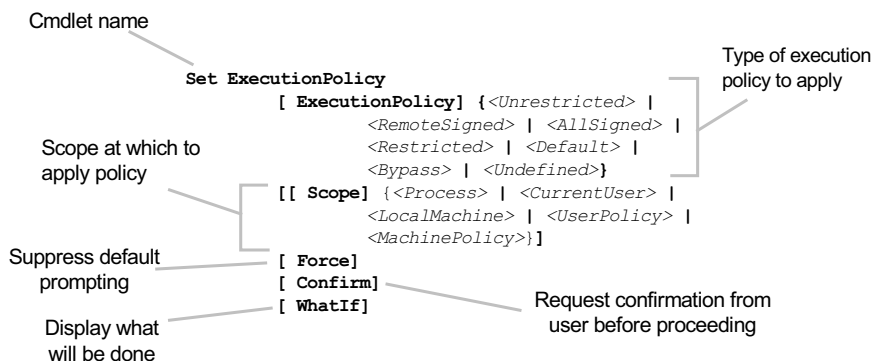 Cmdlet name
Type of execution
policy to apply
Set ExecutionPolicy
[ ExecutionPolicy] {<Unrestricted> |
<RemoteSigned> | <AllSigned> |
<Restricted> | <Default> |
<Bypass> | <Undefined>}
Scope at which to
apply policy
[[ Scope] {<Process> | <CurrentUser> |
<LocalMachine> | <UserPolicy> |
<MachinePolicy>}]
Suppress default
prompting
[ Force]
[ Confirm]
[ WhatIf]
Request confirmation from
user before proceeding
Display what
will be done